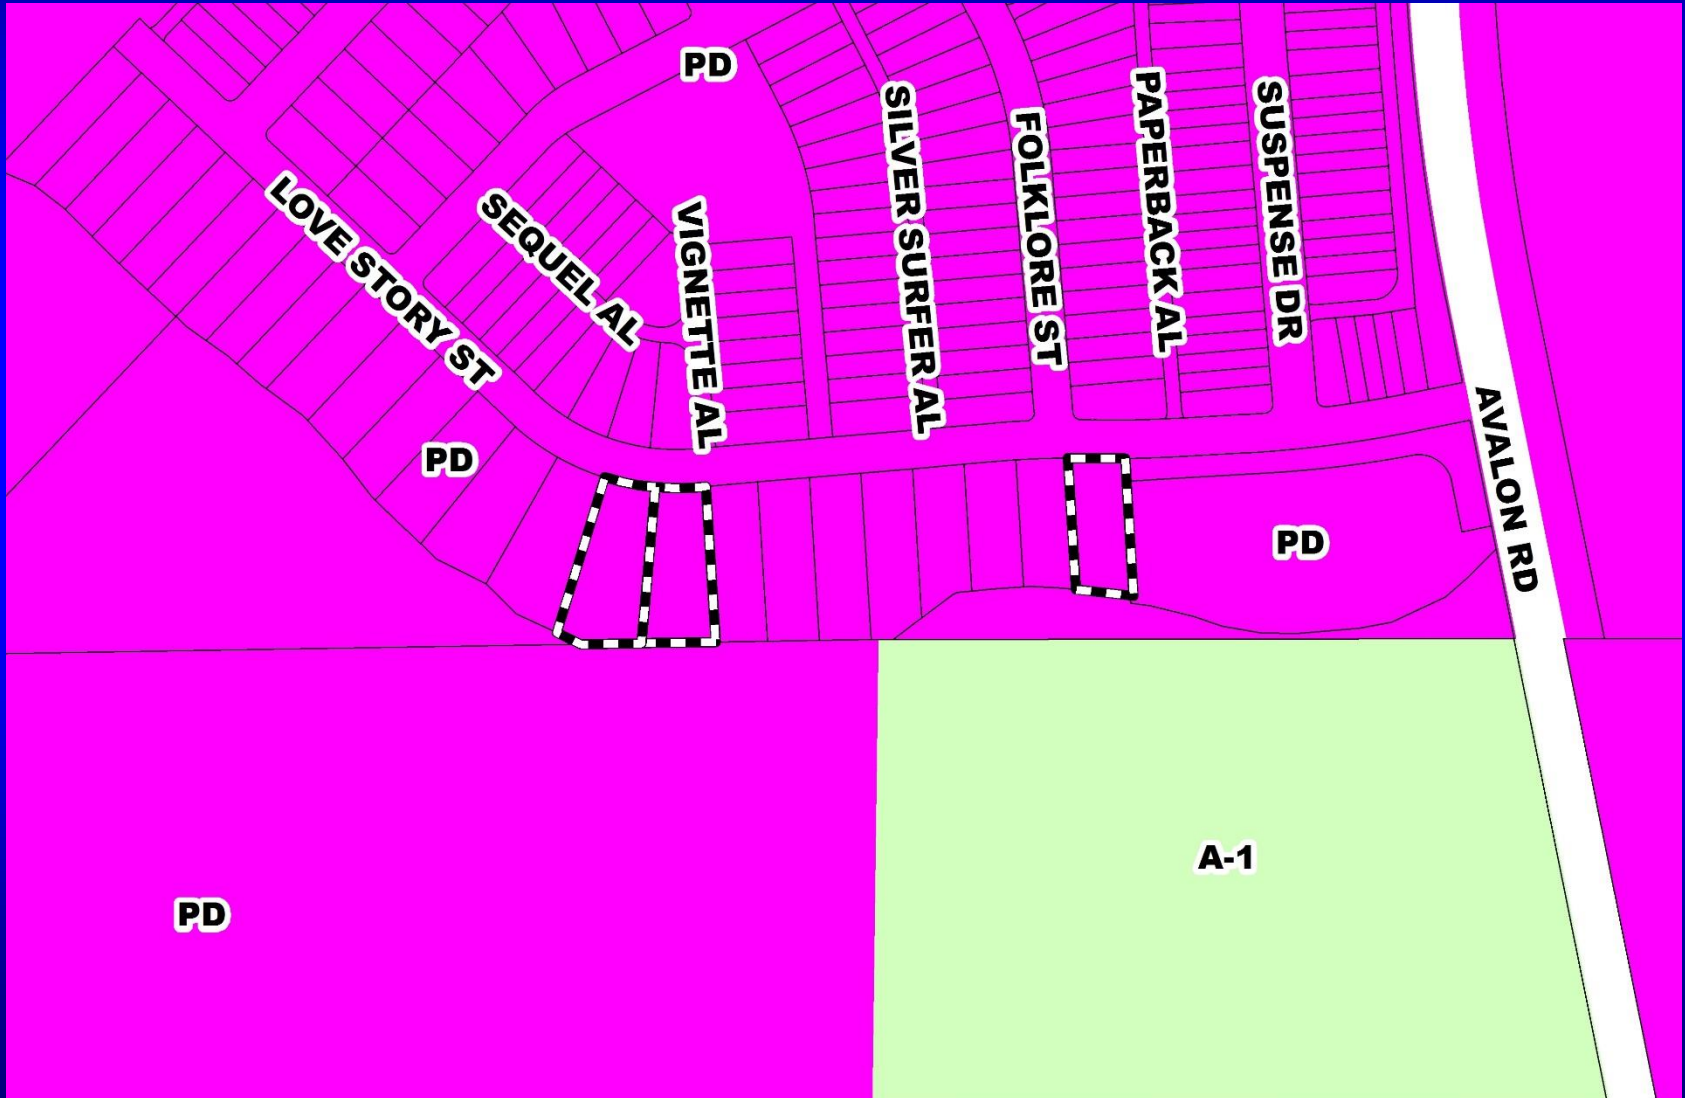 PD
SILVER SURFER AL
FOLKLORE ST
PAPERBACK AL
SUSPENSE DR
LOVE STORY ST
SEQUEL AL
VIGNETTE AL
AVALON RD
PD
PD
A-1
PD